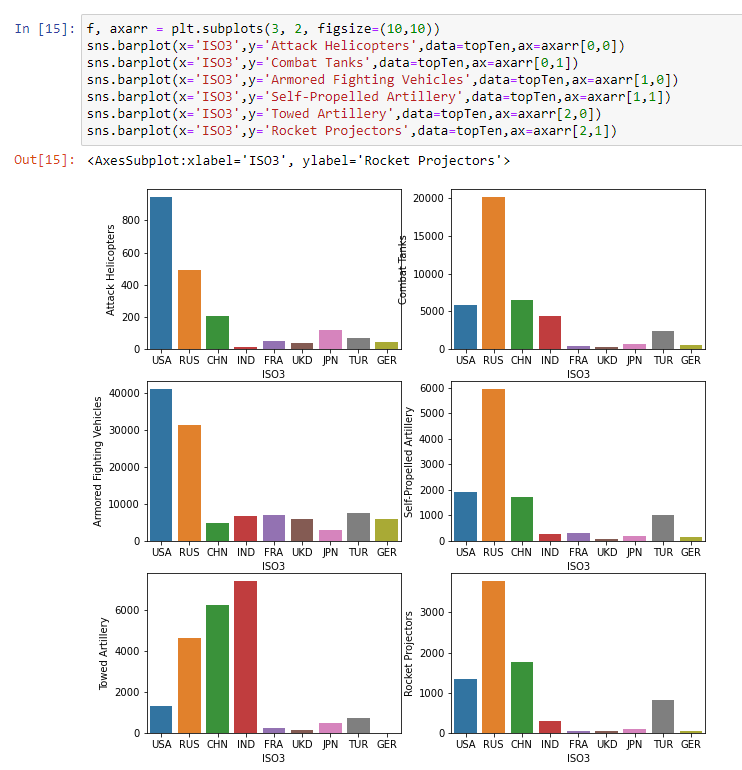 In [15]: f, axarr = plt.subplots(3, 2, figsize=(10,10))
sns.barplot(x='ISO3',y='Attack Helicopters',data=topTen,ax=axarr[0,0])
sns.barplot(x='ISO3',y='Combat Tanks',data=topTen,ax=axarr[0,1])
sns.barplot(x='ISO3',y='Armored Fighting Vehicles',data=topTen,ax=axarr[1,0])
sns.barplot(x='ISO3',y='Self-Propelled Artillery',data=topTen,ax=axarr[1,1])
sns.barplot(x='ISO3',y='Towed Artillery',data=topTen,ax=axarr[2,0])
sns.barplot(x='ISO3',y='Rocket Projectors',data=topTen,ax=axarr[2,1])
Out[15]: <AxesSubplot:xlabel='ISO3', ylabel='Rocket Projectors'>
Attack Helicopters
800
600
400
200
0
USA RUS CHN IND FRA UKD JPN TUR GER
ISO3
Combat Tanks
20000
15000
10000
5000
0
USA RUS CHN IND FRA UKD JPN TUR GER
ISO3
Armored Fighting Vehicles
40000
30000
20000
10000
0
USA RUS CHN IND FRA UKD JPN TUR GER
ISO3
Self-Propelled Artillery
6000
5000
4000
3000
2000
1000
0
USA RUS CHN IND FRA UKD JPN TUR GER
ISO3
Towed Artillery
6000
4000
2000
0
USA RUS CHN IND FRA UKD JPN TUR GER
ISO3
Rocket Projectors
3000
2000
1000
0
USA RUS CHN IND FRA UKD JPN TUR GER
ISO3